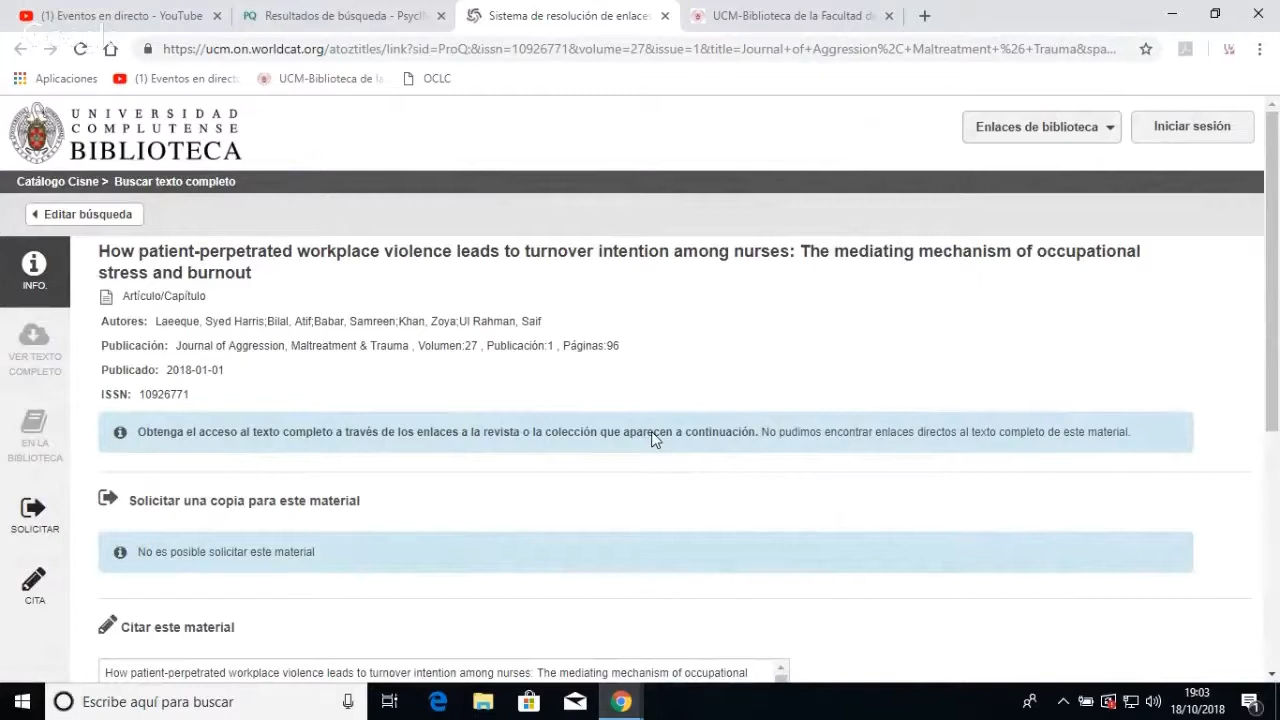 (1) Eventos en directo - YouTube
Resultados de búsqueda - PsycIN
Sistema de resolución de enlaces
UCM-Biblioteca de la Facultad de
https://ucm.on.worldcat.org/atoztitles/link?sid=ProQ:&issn=10926771&volume=27&issue=1&title=Journal+of+Aggression%2C+Maltreatment+%26+Trauma&spa...
Aplicaciones
(1) Eventos en directo
UCM-Biblioteca de la
OCLC
UNIVERSIDAD
COMPLUTENSE
BIBLIOTECA
Enlaces de biblioteca
Iniciar sesión
Catálogo Cisne > Buscar texto completo
Editar búsqueda
INFO.
VER TEXTO
COMPLETO
EN LA
BIBLIOTECA
SOLICITAR
CITA
How patient-perpetrated workplace violence leads to turnover intention among nurses: The mediating mechanism of occupational
stress and burnout
Artículo/Capítulo
Autores: Laeeque, Syed Harris;Bilal, Atif;Babar, Samreen;Khan, Zoya;Ul Rahman, Saif
Publicación: Journal of Aggression, Maltreatment & Trauma , Volumen:27 , Publicación:1 , Páginas:96
Publicado: 2018-01-01
ISSN: 10926771
Obtenga el acceso al texto completo a través de los enlaces a la revista o la colección que aparecen a continuación. No pudimos encontrar enlaces directos al texto completo de este material.
Solicitar una copia para este material
No es posible solicitar este material
Citar este material
How patient-perpetrated workplace violence leads to turnover intention among nurses: The mediating mechanism of occupational
Escribe aquí para buscar
19:03
18/10/2018
1